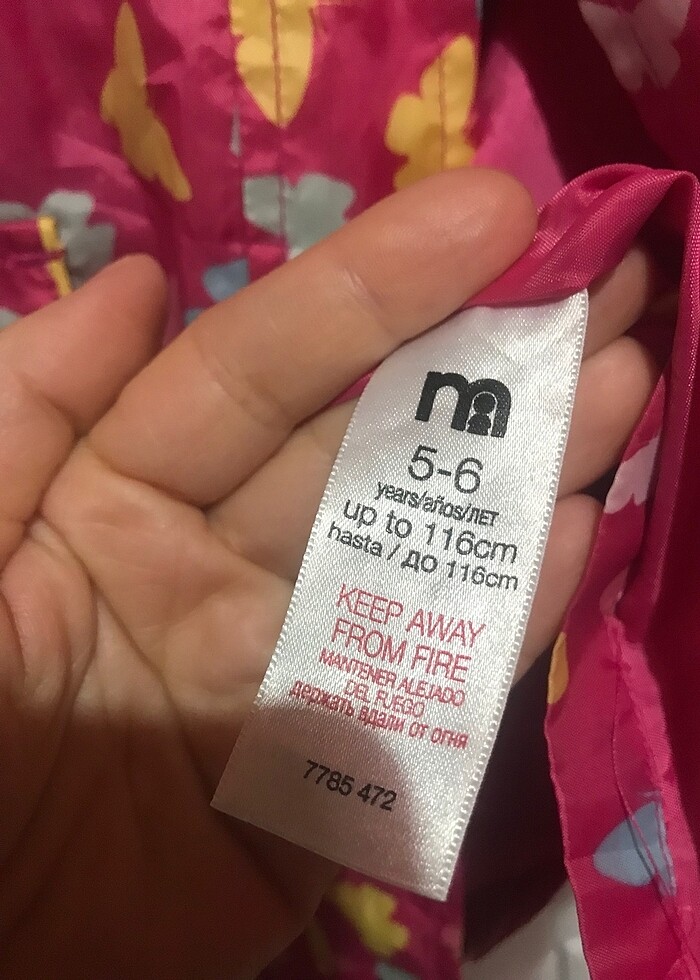 m
5-6
years/años/ЛЕТ
up to 116cm
hasta / до 116cm
KEEP AWAY
FROM FIRE
MANTENER ALEJADO
DEL FUEGO
держать вдали от огня
7785 472